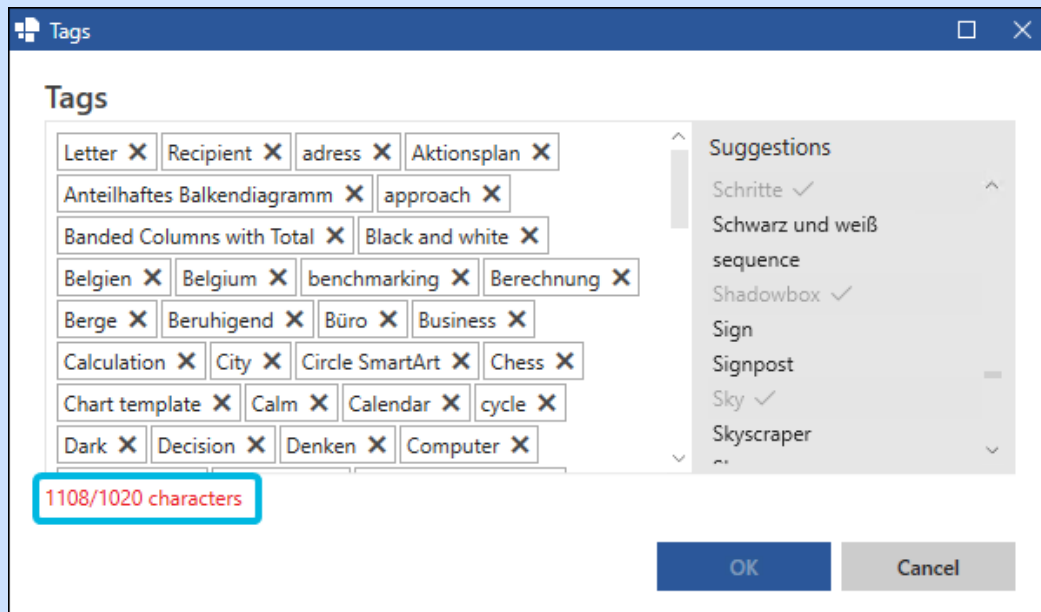 Tags
Tags
Letter Recipient adress Aktionsplan
Anteilhaftes Balkendiagramm approach
Banded Columns with Total Black and white
Belgien Belgium benchmarking Berechnung
Berge Beruhigend Büro Business
Calculation City Circle SmartArt Chess
Chart template Calm Calendar cycle
Dark Decision Denken Computer
Suggestions
Schritte
Schwarz und weiß
sequence
Shadowbox
Sign
Signpost
Sky
Skyscraper
1108/1020 characters
OK Cancel